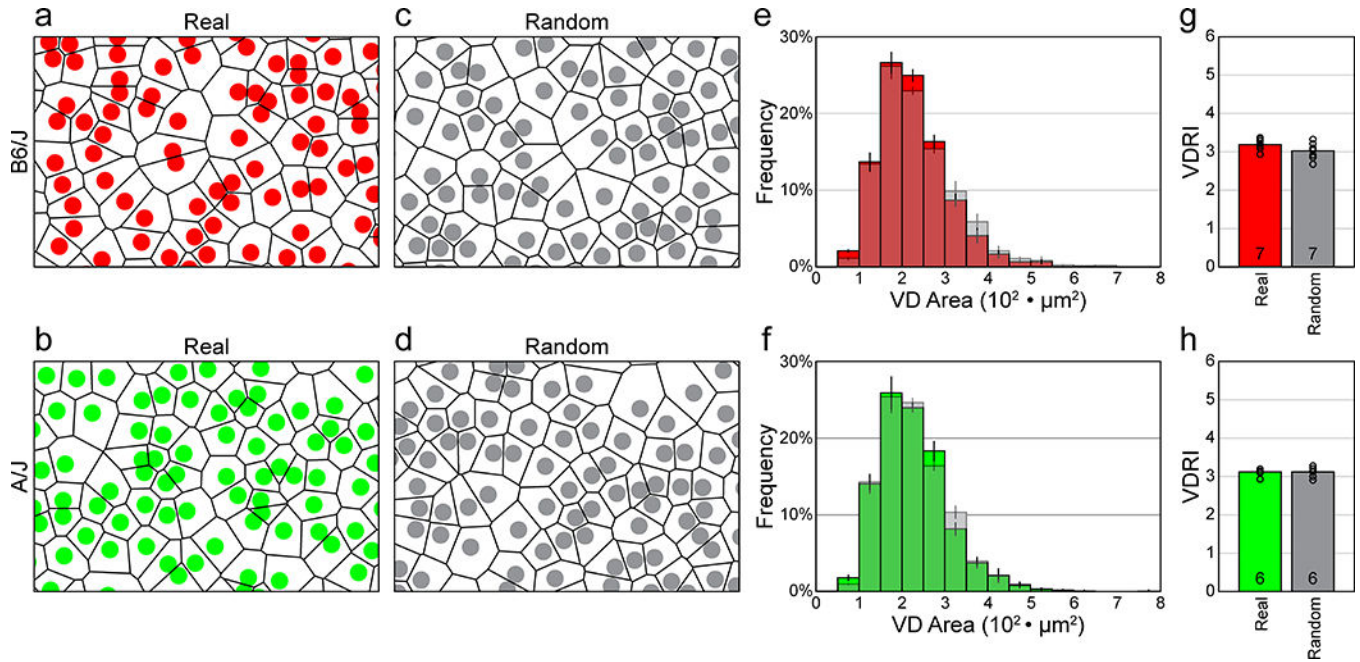 a
Real
B6/J
c
Random
e
30%
20%
10%
0%
Frequency
0 1 2 3 4 5 6 7 8
VD Area (10² • µm²)
g
6
5
4
3
2
1
0
VDRI
7 7
Real
Random
b
Real
A/J
d
Random
f
30%
20%
10%
0%
Frequency
0 1 2 3 4 5 6 7 8
VD Area (10² • µm²)
h
6
5
4
3
2
1
0
VDRI
6 6
Real
Random